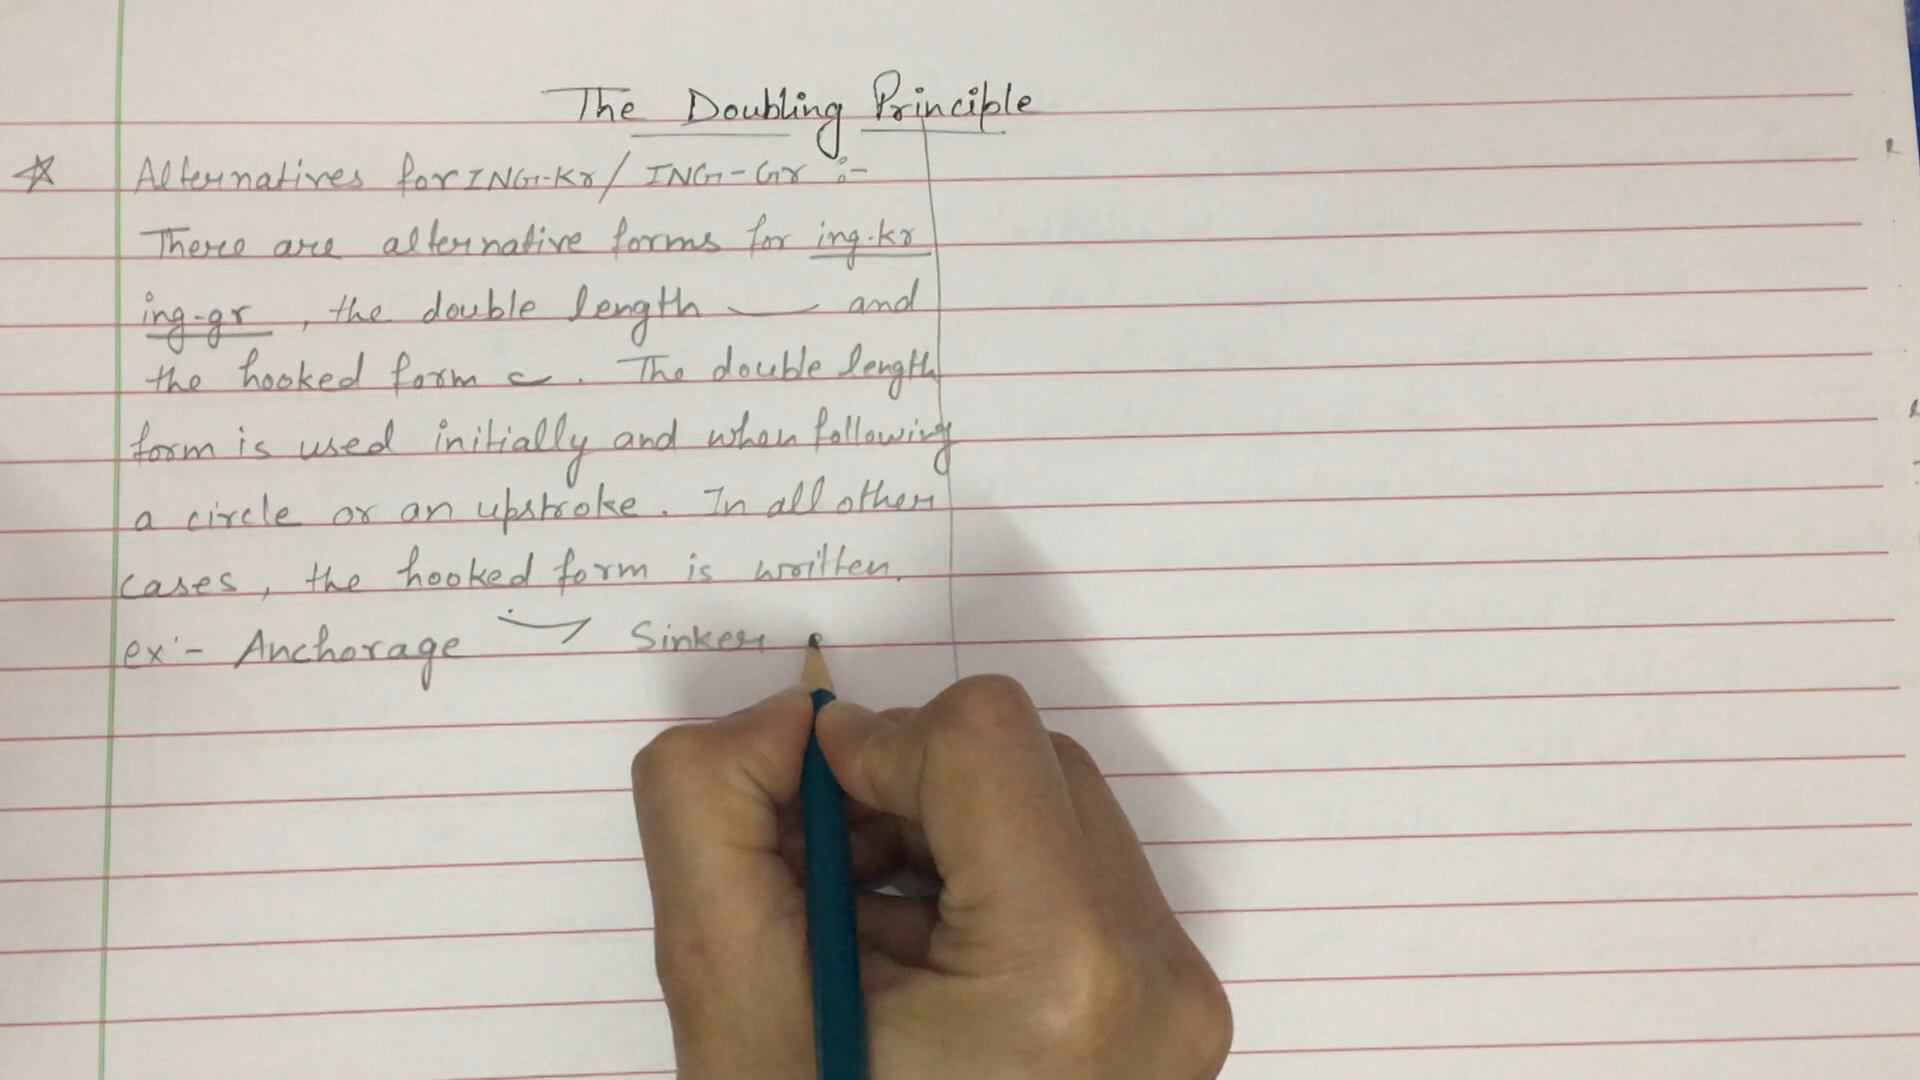 The Doubling Principle
☆ Alternatives for ING-Kr / ING-Gr :-
There are alternative forms for ing-kr
ing-gr , the double length and
the hooked form . The double length
form is used initially and when following
a circle or an upstroke. In all other
cases, the hooked form is written.
ex:- Anchorage Sinker